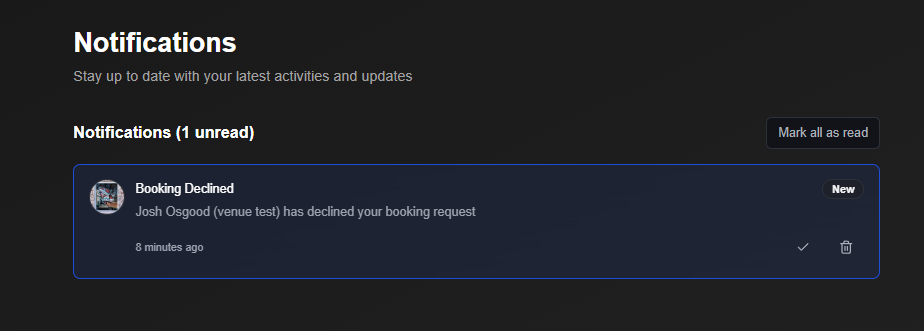 Notifications
Stay up to date with your latest activities and updates
Notifications (1 unread)
Mark all as read
Booking Declined
New
Josh Osgood (venue test) has declined your booking request
8 minutes ago